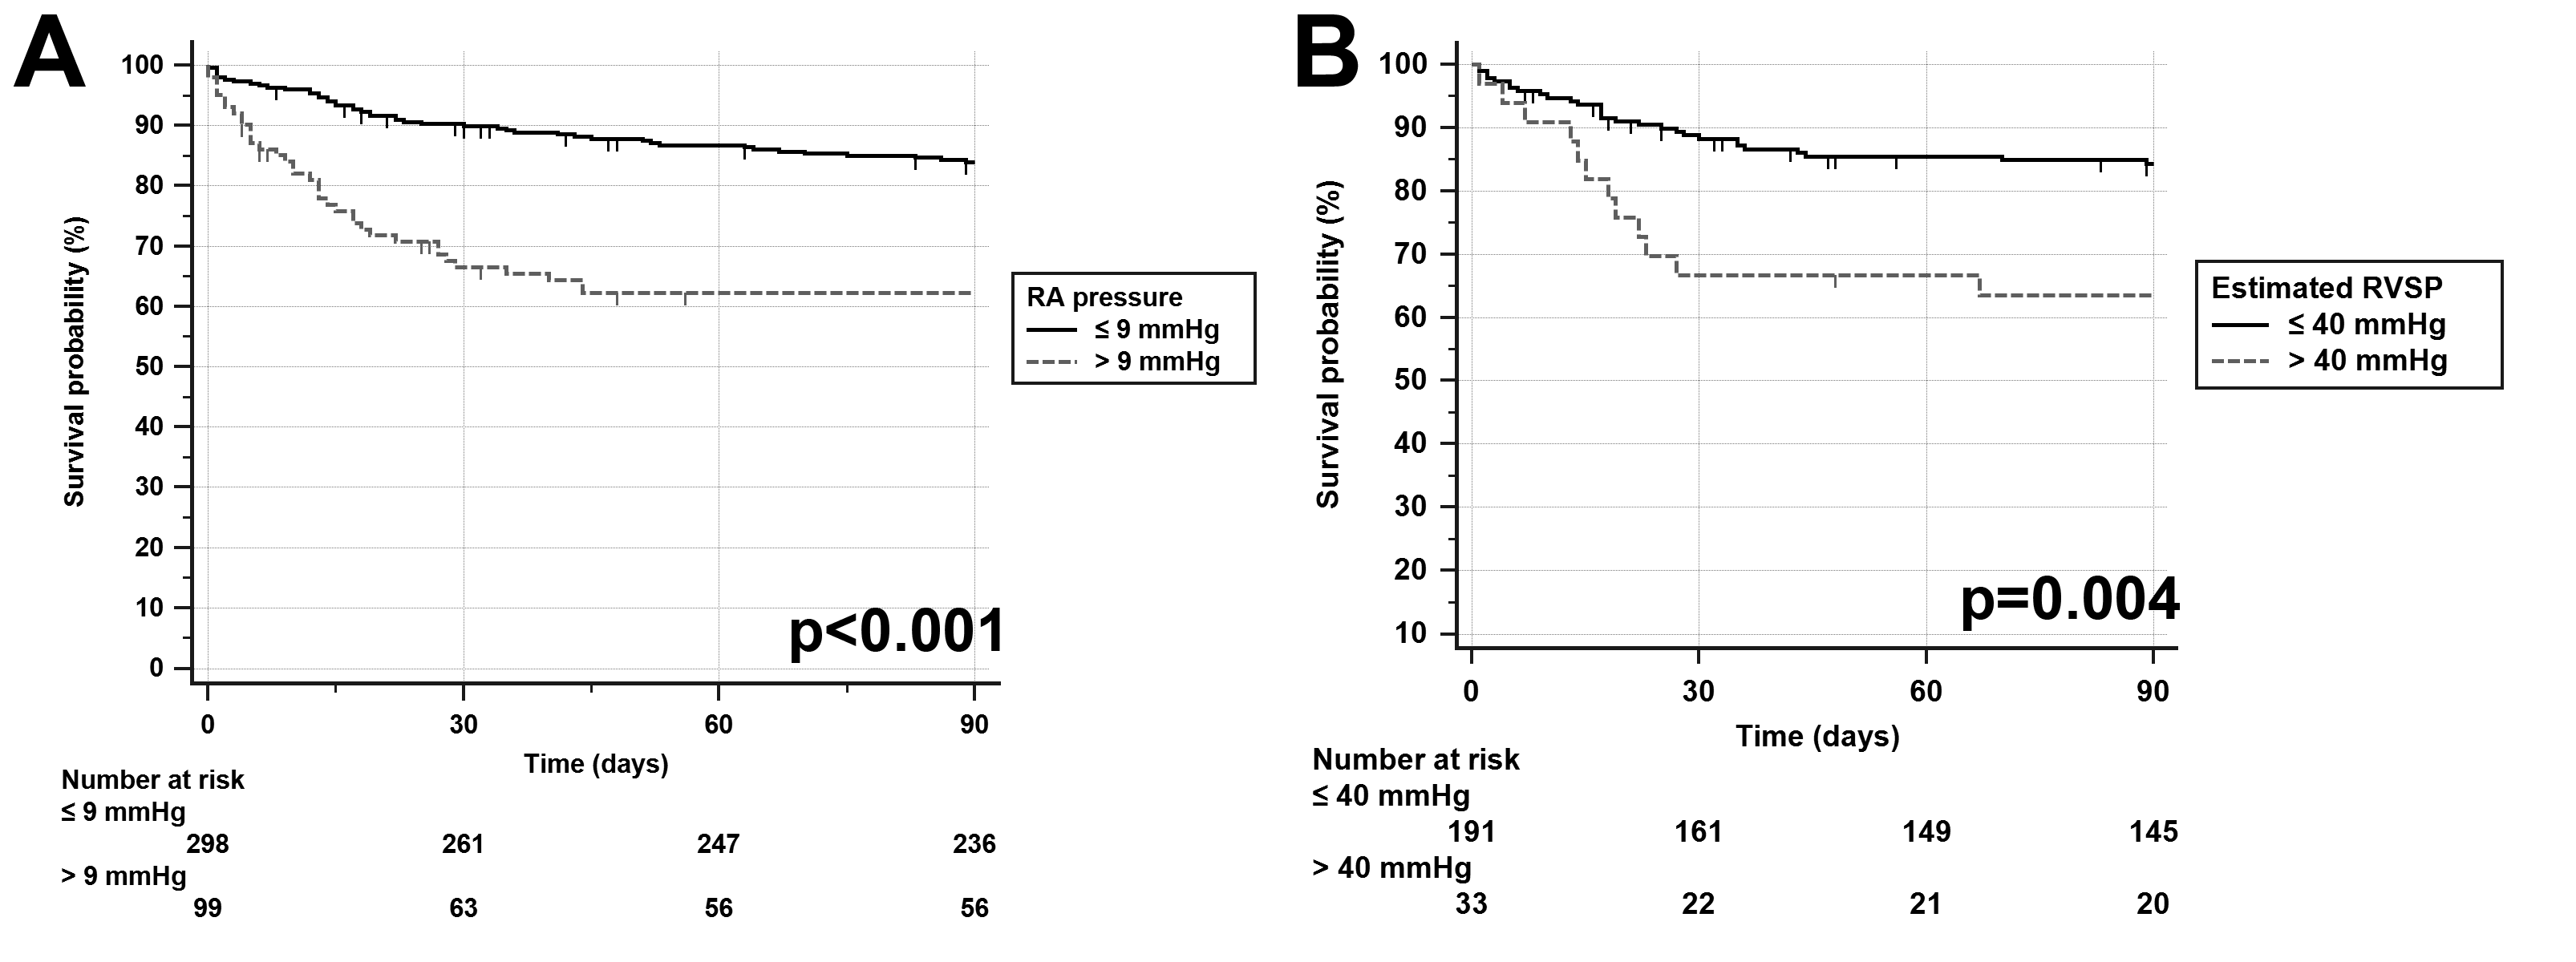 A
100
90
80
70
60
50
40
30
20
10
0
Survival probability (%)
p<0.001
0 30 60 90
Time (days)
RA pressure
≤ 9 mmHg
> 9 mmHg
Number at risk
≤ 9 mmHg
298 261 247 236
> 9 mmHg
99 63 56 56
B
100
90
80
70
60
50
40
30
20
10
Survival probability (%)
p=0.004
0 30 60 90
Time (days)
Estimated RVSP
≤ 40 mmHg
> 40 mmHg
Number at risk
≤ 40 mmHg
191 161 149 145
> 40 mmHg
33 22 21 20